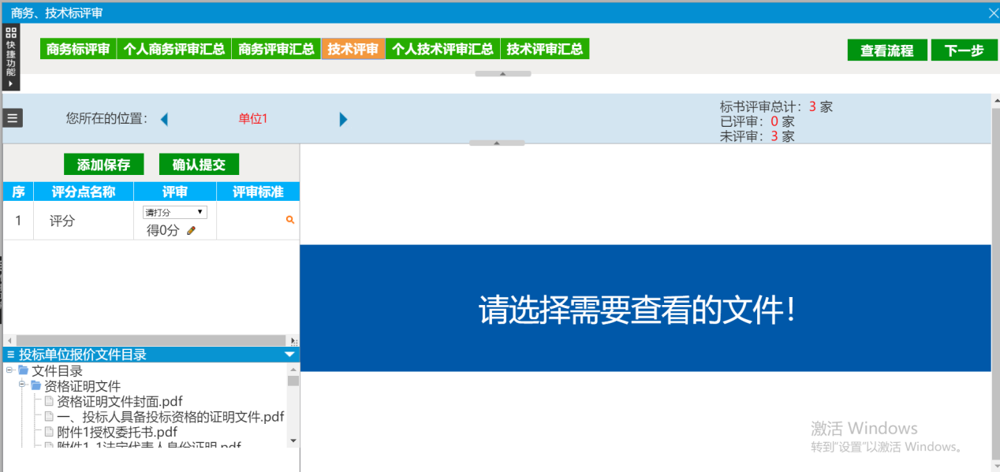 商务、技术标评审
快捷功能
商务标评审 个人商务评审汇总 商务评审汇总 技术评审 个人技术评审汇总 技术评审汇总
查看流程 下一步
您所在的位置： 单位1
标书评审总计：3 家
已评审：0 家
未评审：3 家
添加保存 确认提交
序 评分点名称 评审 评审标准
1 评分 请打分
得0分
请选择需要查看的文件！
投标单位报价文件目录
文件目录
资格证明文件
资格证明文件封面.pdf
一、投标人具备投标资格的证明文件.pdf
附件1授权委托书.pdf
附件1-1法定代表人身份证明.pdf
激活 Windows
转到"设置"以激活 Windows。